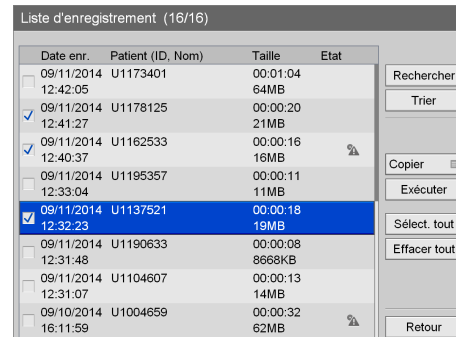 Liste d'enregistrement (16/16)
Date enr. Patient (ID, Nom) Taille Etat
09/11/2014 U1173401 00:01:04
12:42:05 64MB
09/11/2014 U1178125 00:00:20
12:41:27 21MB
09/11/2014 U1162533 00:00:16
12:40:37 16MB
09/11/2014 U1195357 00:00:11
12:33:04 11MB
09/11/2014 U1137521 00:00:18
12:32:23 19MB
09/11/2014 U1190633 00:00:08
12:31:48 8668KB
09/11/2014 U1104607 00:00:13
12:31:07 14MB
09/10/2014 U1004659 00:00:32
16:11:59 62MB
Rechercher
Trier
Copier
Exécuter
Sélect. tout
Effacer tout
Retour